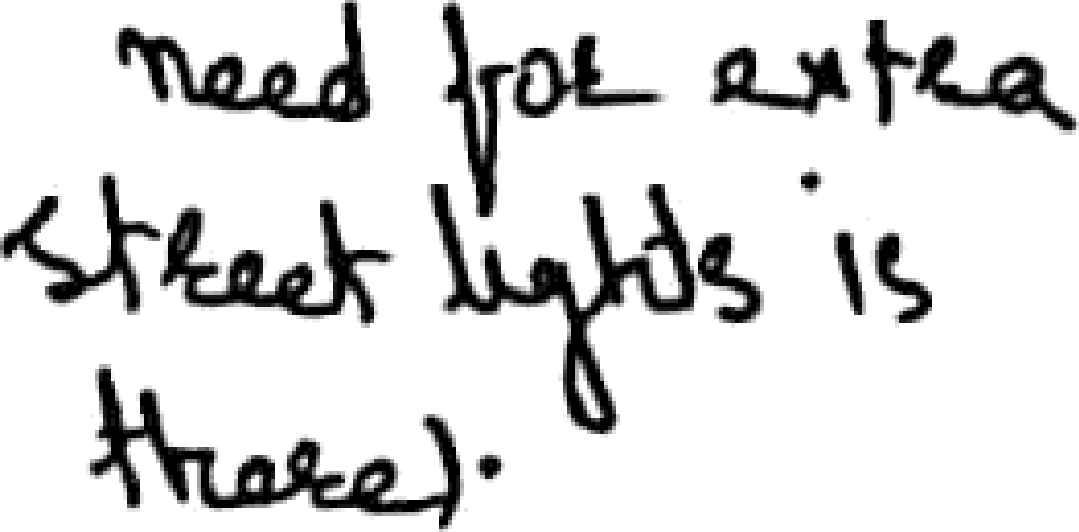 need for extra
street lights is
there).